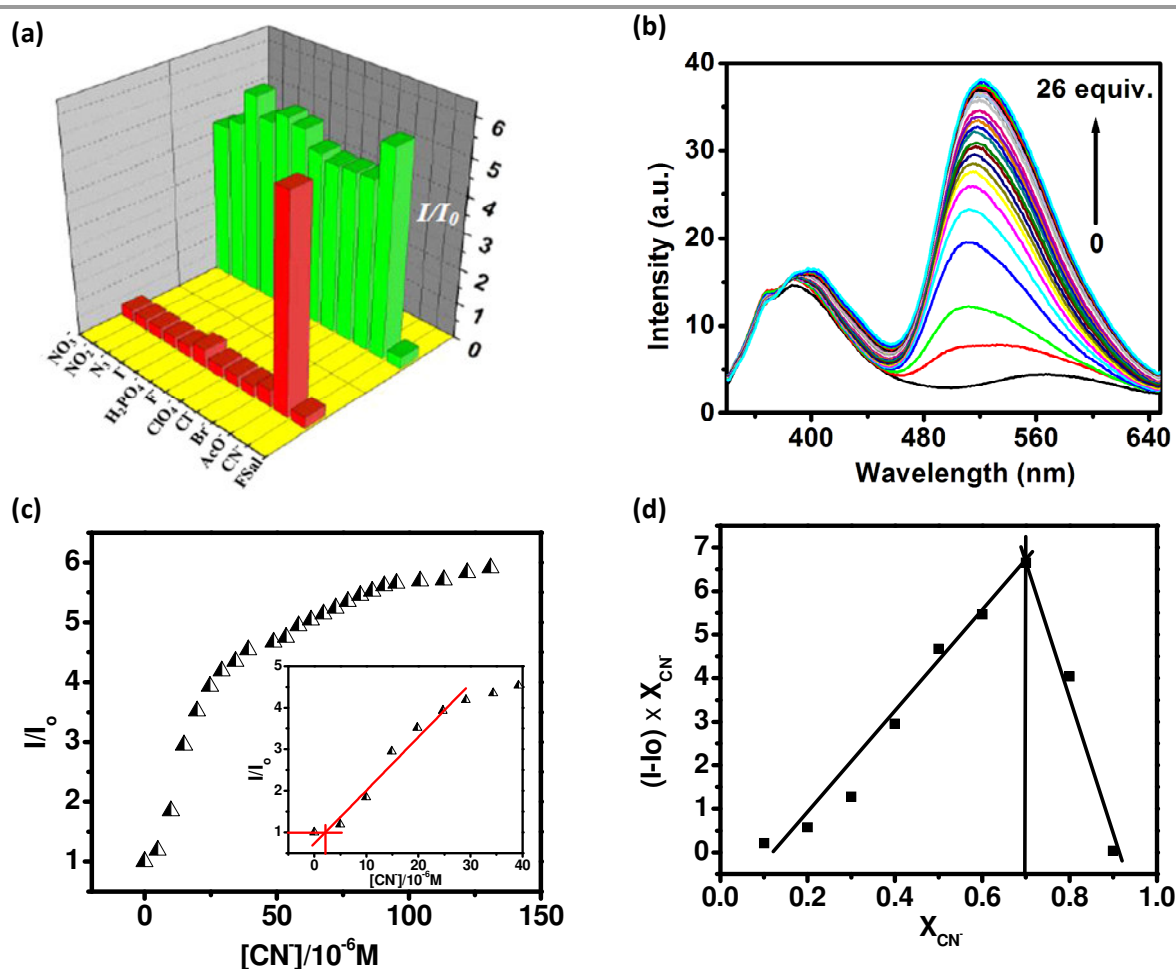 (a)
6
5
4
3
2
1
0
I/I₀
NO₃⁻
NO₂⁻
N₃⁻
I⁻
H₂PO₄⁻
F⁻
ClO₄⁻
Cl⁻
Br⁻
AcO⁻
CN⁻
FSal
(b)
40
30
20
10
0
Intensity (a.u.)
26 equiv.
0
400 480 560 640
Wavelength (nm)
(c)
6
5
4
3
2
1
I/Iₒ
0 50 100 150
[CN⁻]/10⁻⁶M
5
4
3
2
1
I/Iₒ
0 10 20 30 40
[CN⁻]/10⁻⁶M
(d)
7
6
5
4
3
2
1
0
(I-Io) x X_CN⁻
0.0 0.2 0.4 0.6 0.8 1.0
X_CN⁻